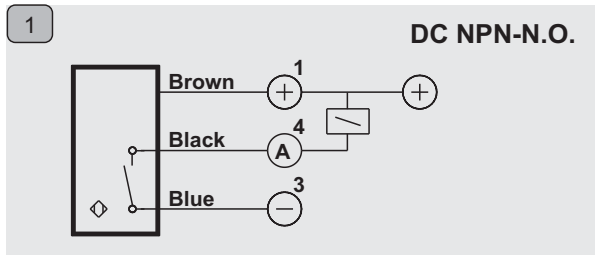 1
DC NPN-N.O.
Brown
1
+
+
Black
4
A
Blue
3
−